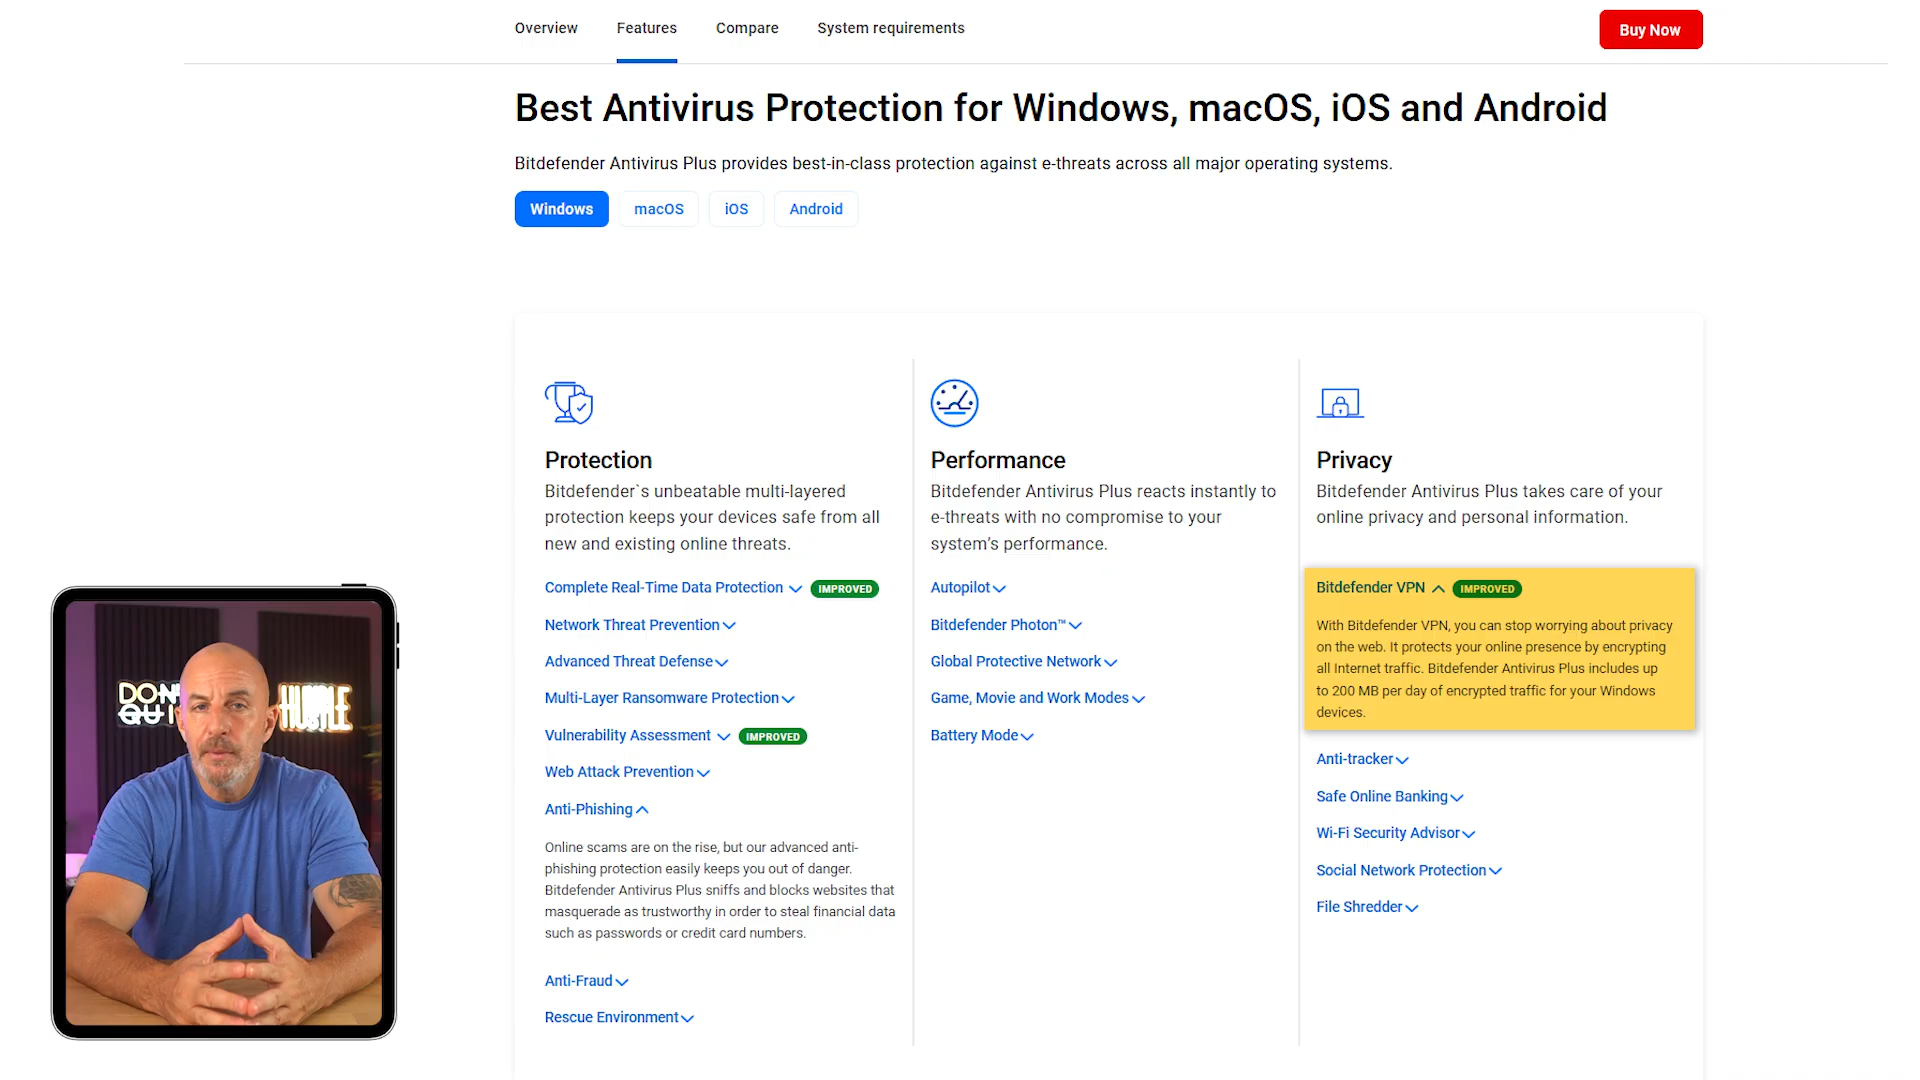 Overview
Features
Compare
System requirements
Buy Now
Best Antivirus Protection for Windows, macOS, iOS and Android
Bitdefender Antivirus Plus provides best-in-class protection against e-threats across all major operating systems.
Windows
macOS
iOS
Android
Protection
Bitdefender`s unbeatable multi-layered
protection keeps your devices safe from all
new and existing online threats.
Complete Real-Time Data Protection IMPROVED
Network Threat Prevention
Advanced Threat Defense
Multi-Layer Ransomware Protection
Vulnerability Assessment IMPROVED
Web Attack Prevention
Anti-Phishing
Online scams are on the rise, but our advanced anti-
phishing protection easily keeps you out of danger.
Bitdefender Antivirus Plus sniffs and blocks websites that
masquerade as trustworthy in order to steal financial data
such as passwords or credit card numbers.
Anti-Fraud
Rescue Environment
Performance
Bitdefender Antivirus Plus reacts instantly to
e-threats with no compromise to your
system’s performance.
Autopilot
Bitdefender Photon™
Global Protective Network
Game, Movie and Work Modes
Battery Mode
Privacy
Bitdefender Antivirus Plus takes care of your
online privacy and personal information.
Bitdefender VPN IMPROVED
With Bitdefender VPN, you can stop worrying about privacy
on the web. It protects your online presence by encrypting
all Internet traffic. Bitdefender Antivirus Plus includes up
to 200 MB per day of encrypted traffic for your Windows
devices.
Anti-tracker
Safe Online Banking
Wi-Fi Security Advisor
Social Network Protection
File Shredder
DON'
QUI
HUSTLE